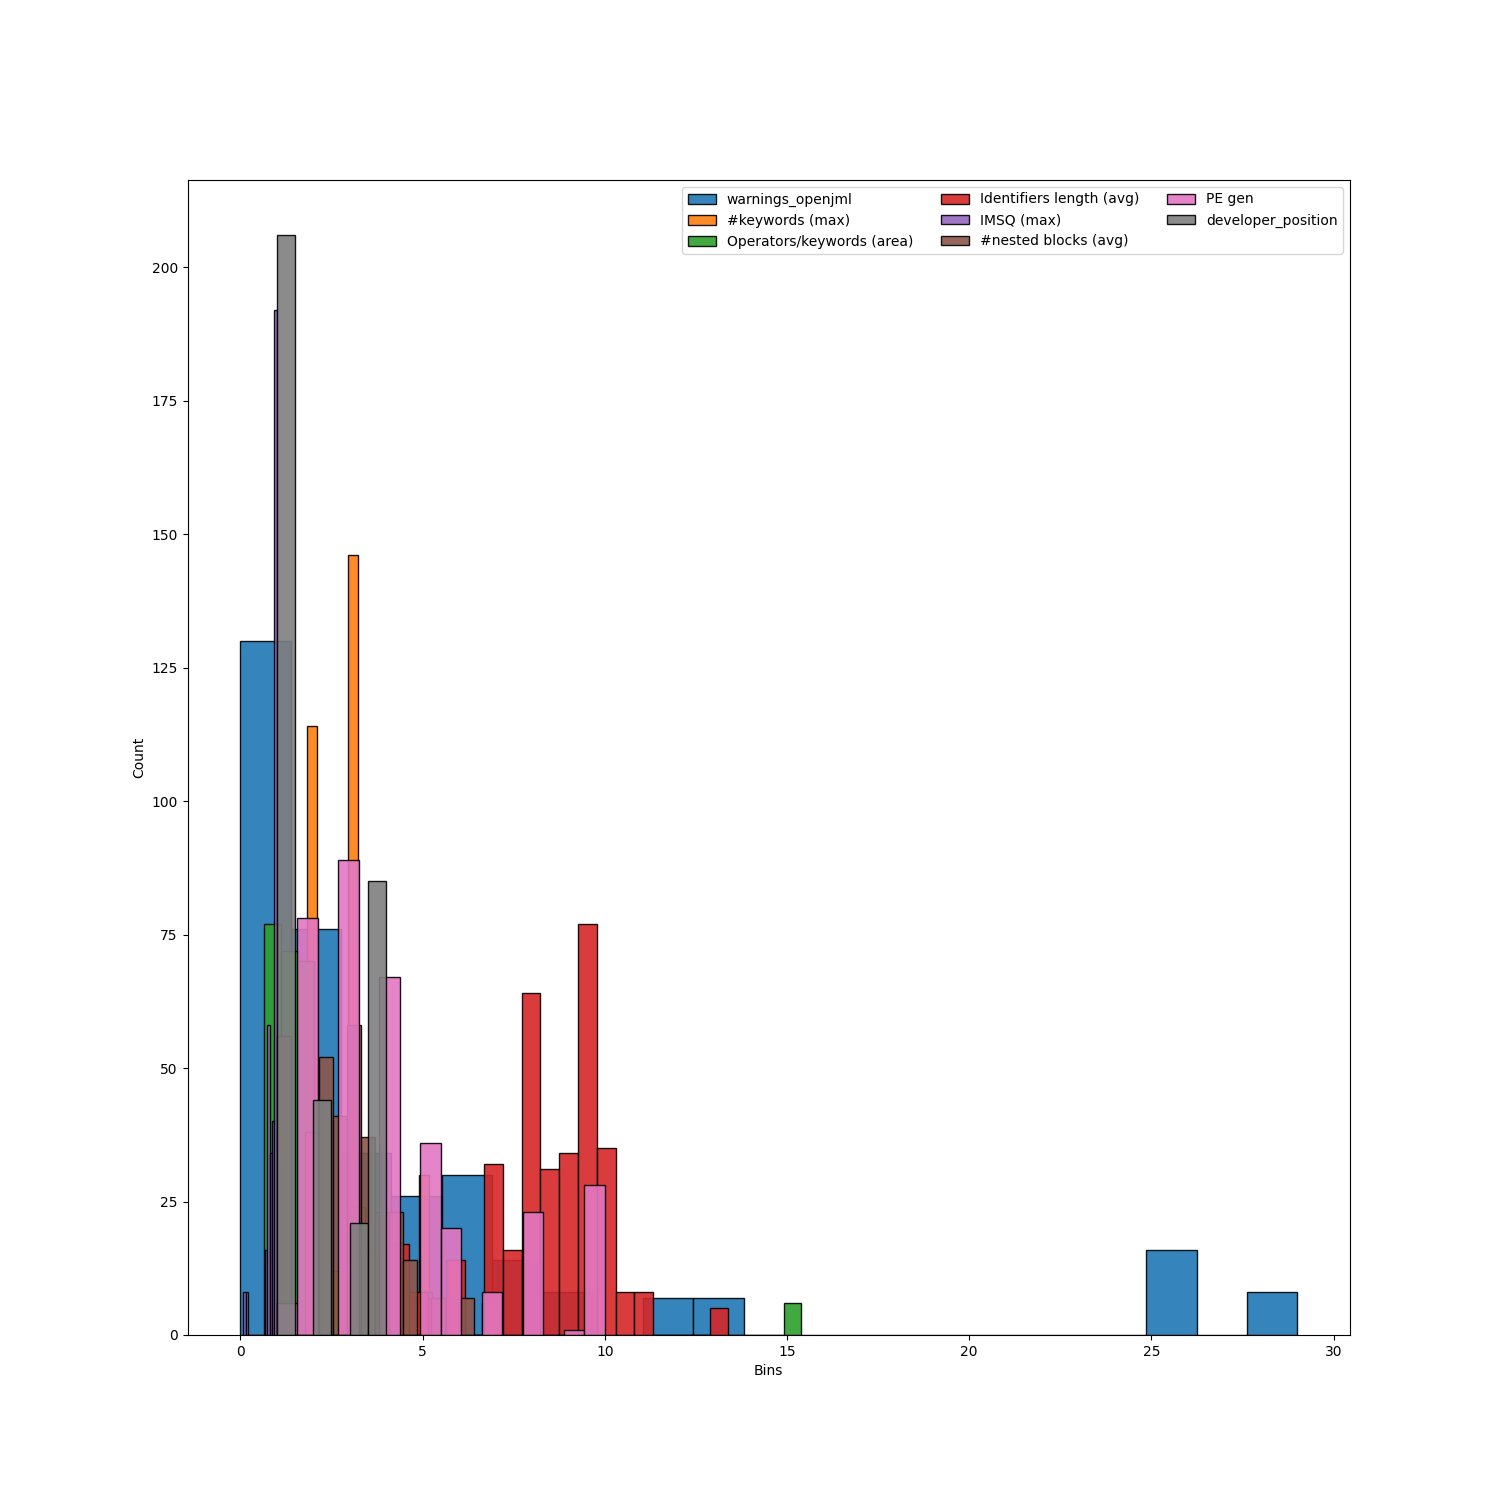 warnings_openjml
#keywords (max)
Operators/keywords (area)
Identifiers length (avg)
IMSQ (max)
#nested blocks (avg)
PE gen
developer_position
200
175
150
125
100
75
50
25
0
Count
0 5 10 15 20 25 30
Bins